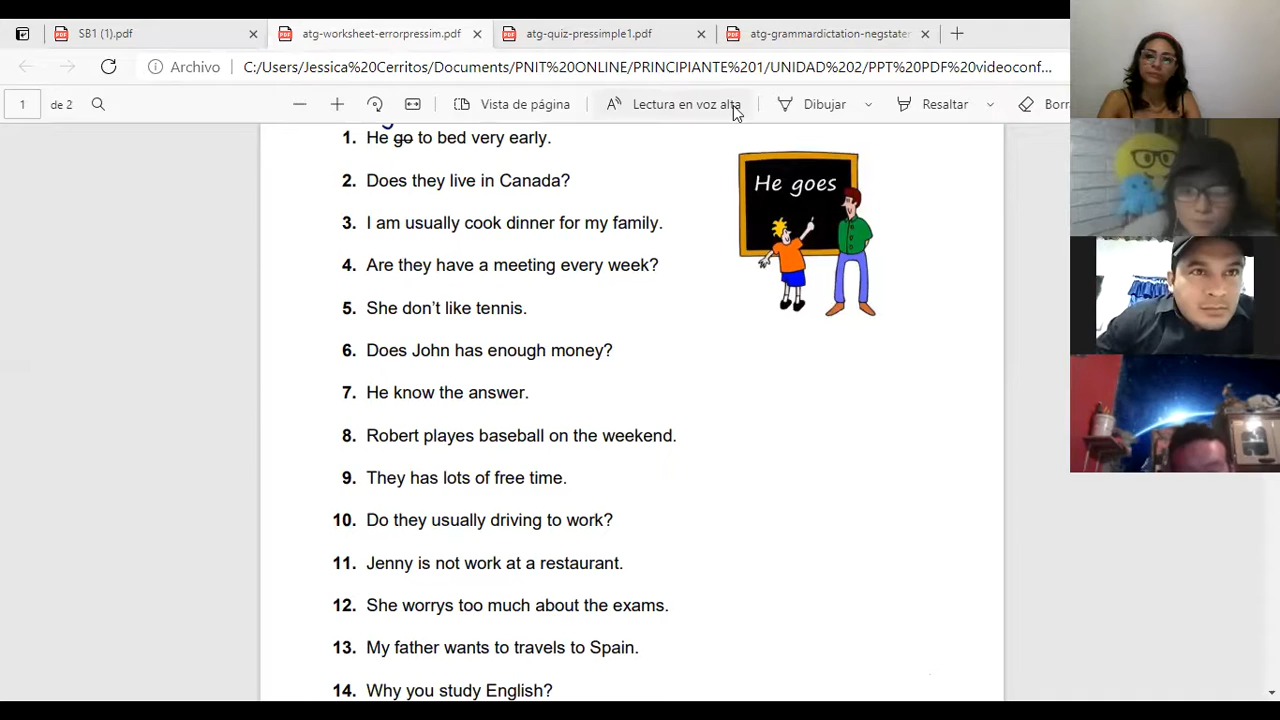 SB1 (1).pdf
atg-worksheet-errorpressim.pdf
atg-quiz-pressimple1.pdf
atg-grammardictation-negstater
Archivo
C:/Users/Jessica%20Cerritos/Documents/PNIT%20ONLINE/PRINCIPIANTE%201/UNIDAD%202/PPT%20PDF%20videoconf...
1 de 2
Vista de página
Lectura en voz alta
Dibujar
Resaltar
Borr
1. He go to bed very early.
2. Does they live in Canada?
3. I am usually cook dinner for my family.
4. Are they have a meeting every week?
5. She don't like tennis.
6. Does John has enough money?
7. He know the answer.
8. Robert playes baseball on the weekend.
9. They has lots of free time.
10. Do they usually driving to work?
11. Jenny is not work at a restaurant.
12. She worrys too much about the exams.
13. My father wants to travels to Spain.
14. Why you study English?
He goes